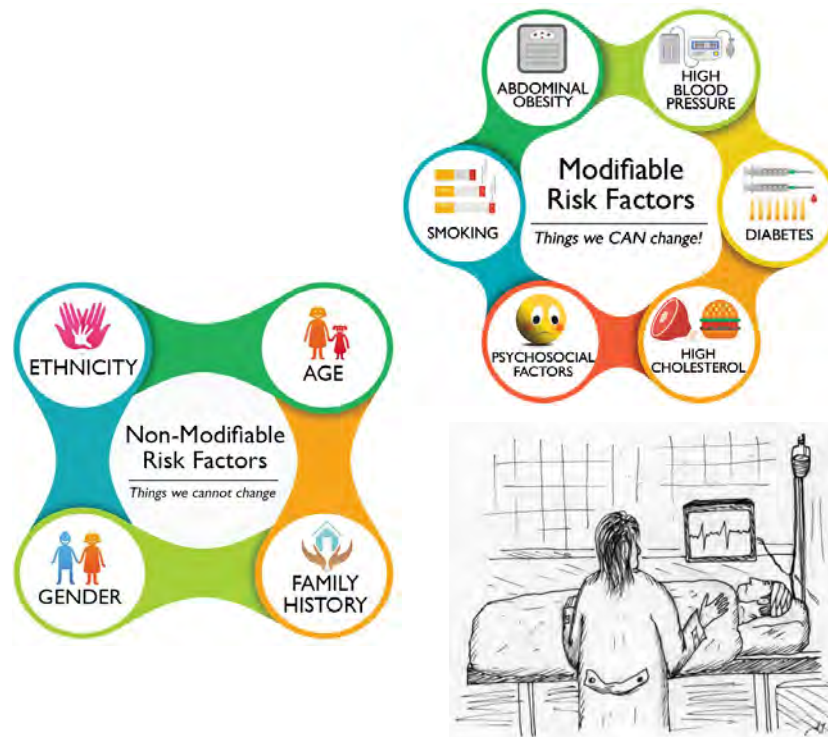 ABDOMINAL
OBESITY
HIGH
BLOOD
PRESSURE
Modifiable
Risk Factors
Things we CAN change!
SMOKING
DIABETES
PSYCHOSOCIAL
FACTORS
HIGH
CHOLESTEROL
ETHNICITY
AGE
Non-Modifiable
Risk Factors
Things we cannot change
GENDER
FAMILY
HISTORY